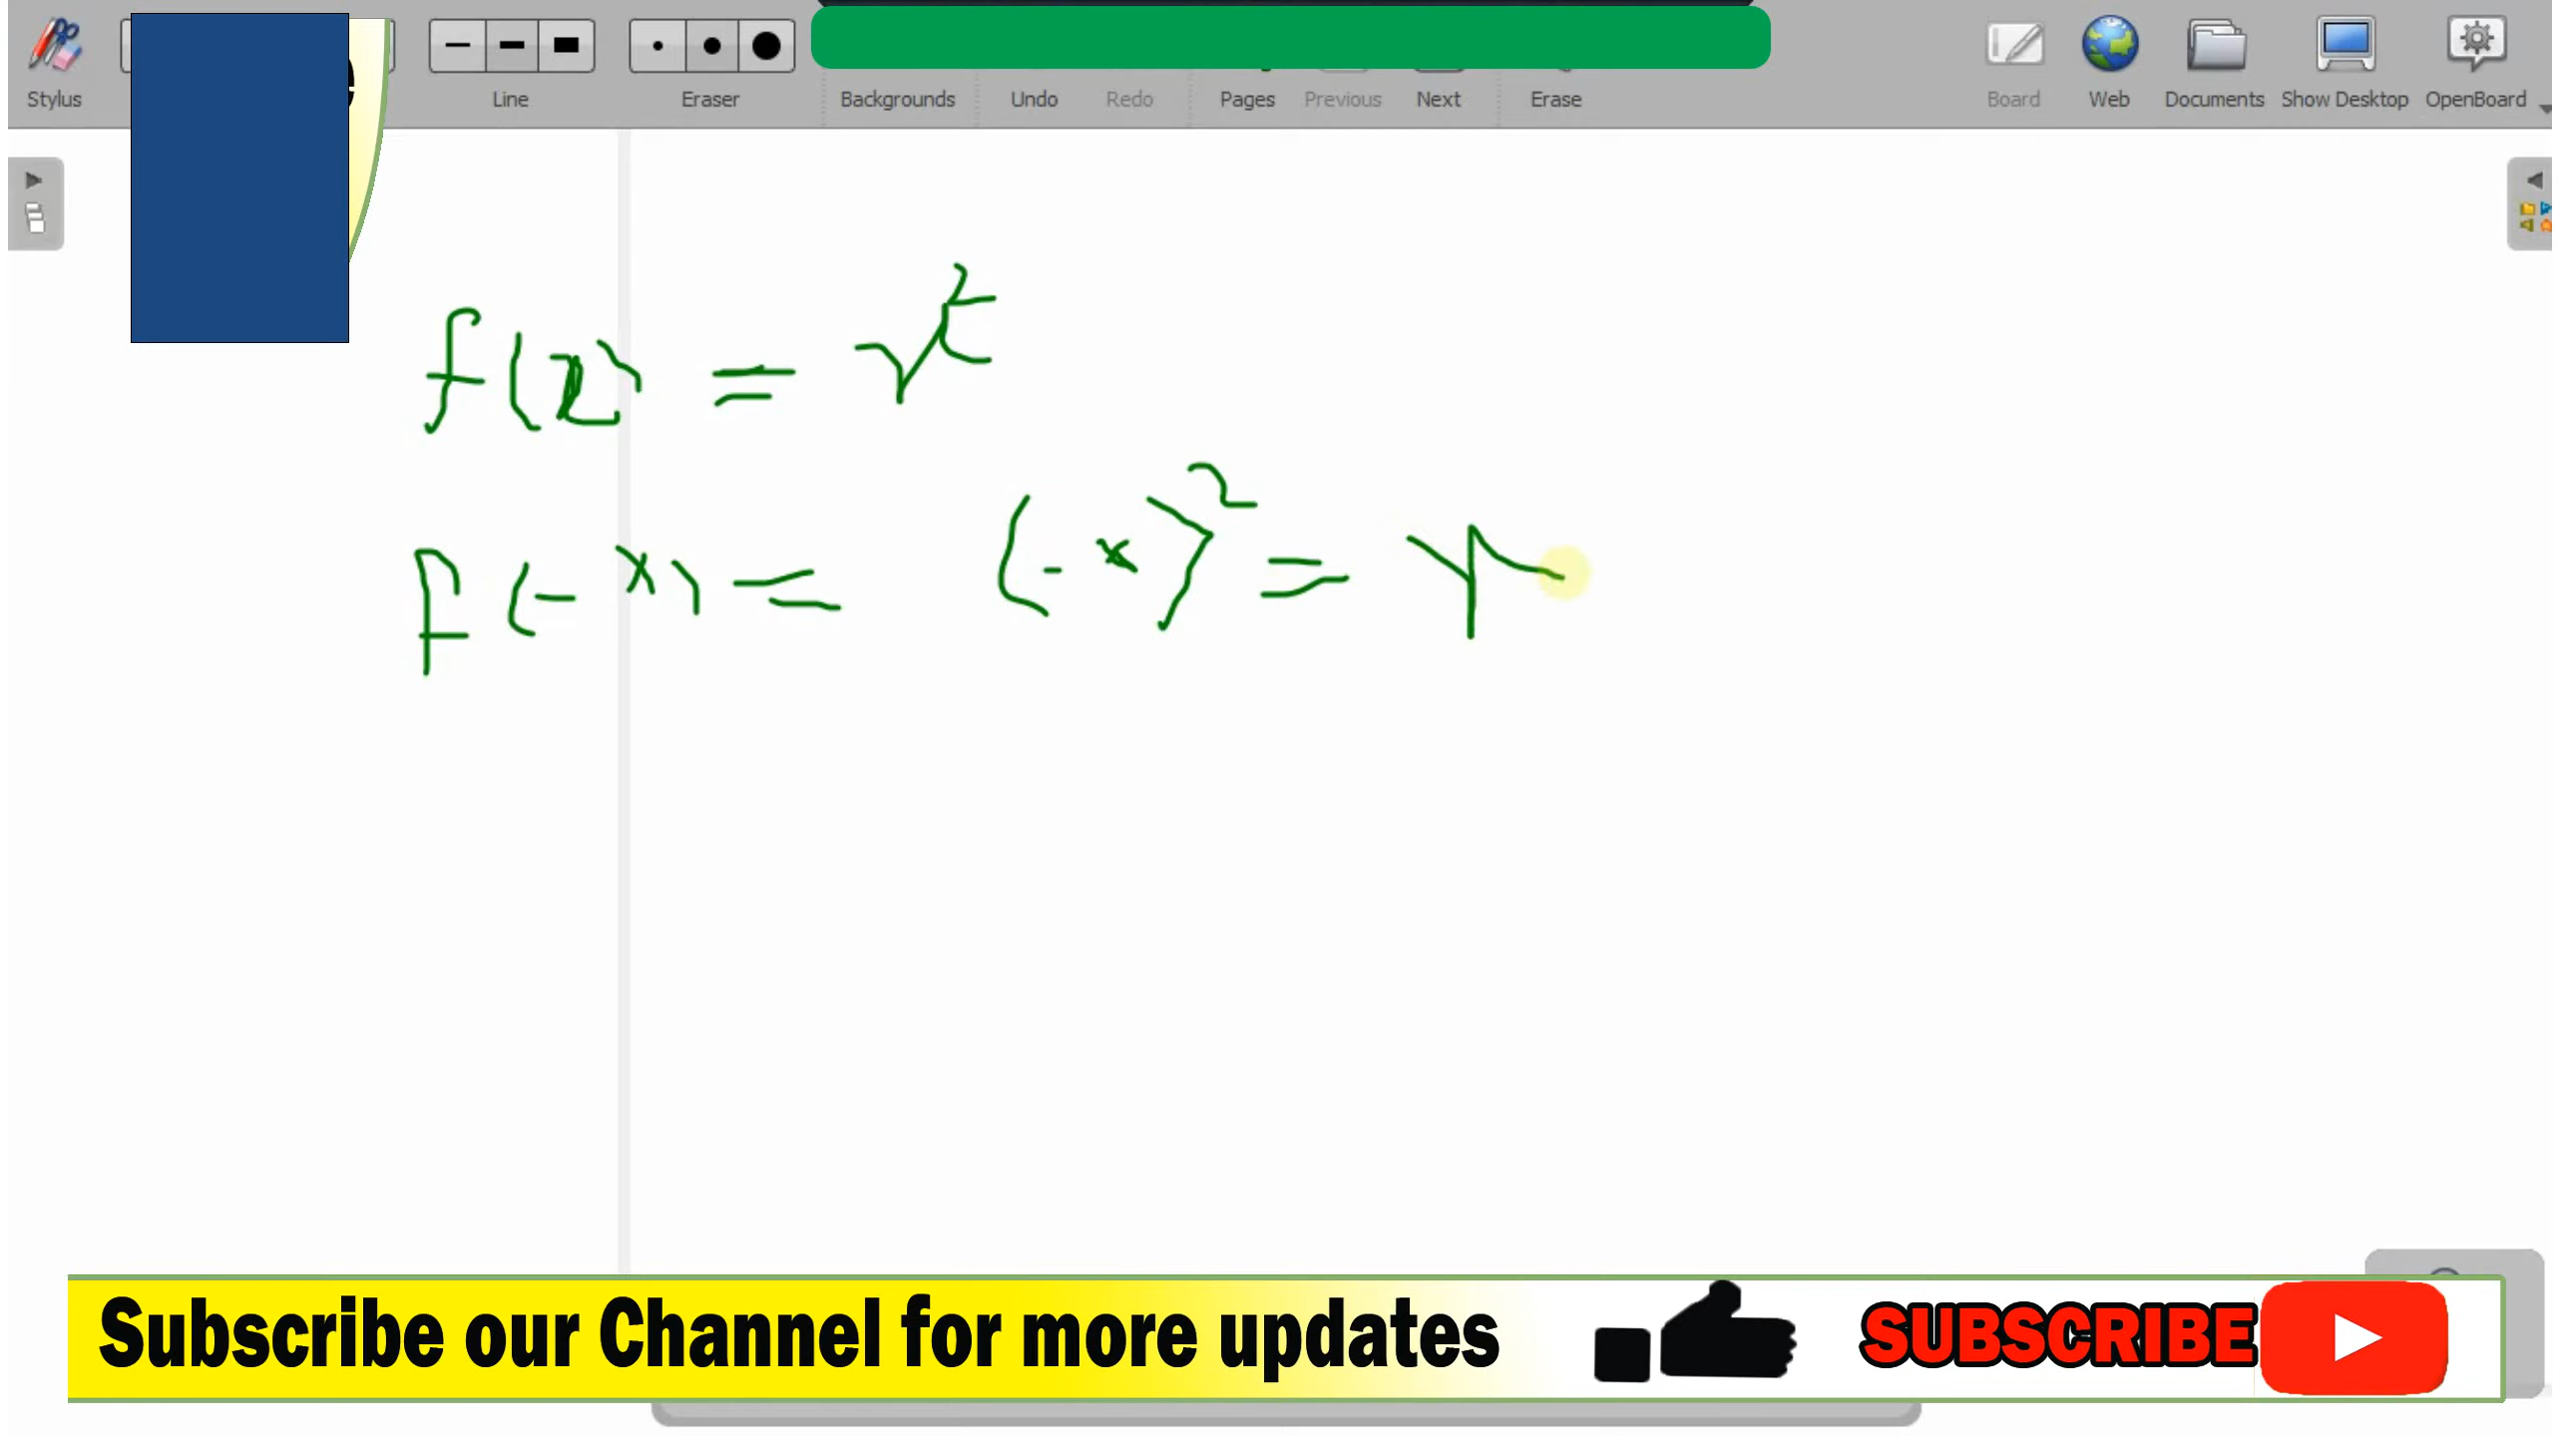 Stylus Line Eraser Backgrounds Undo Redo Pages Previous Next Erase Board Web Documents Show Desktop OpenBoard
f(x) = x²
f(-x) = (-x)² =
Subscribe our Channel for more updates SUBSCRIBE